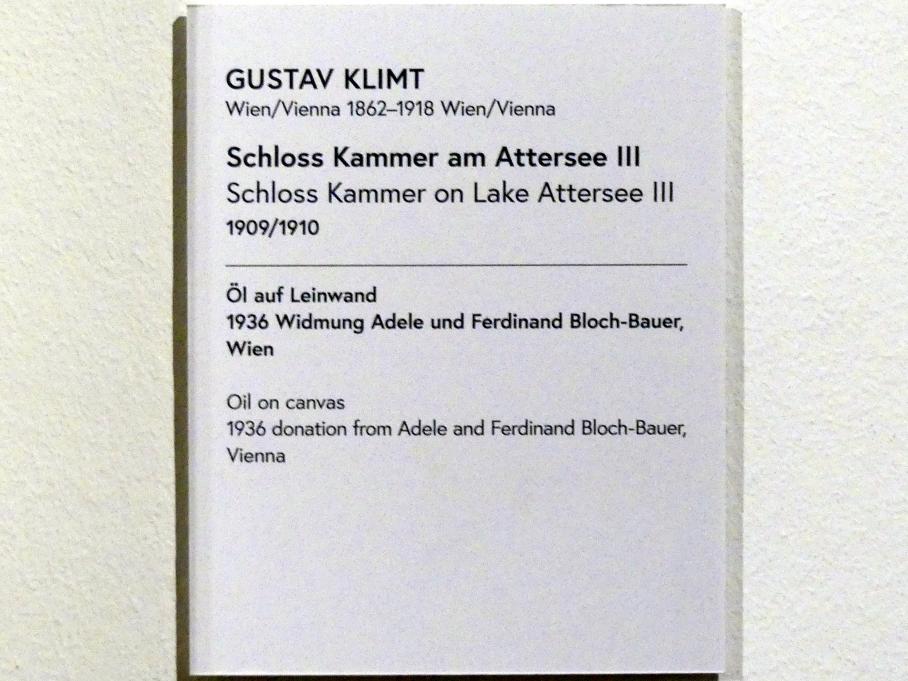 GUSTAV KLIMT
Wien/Vienna 1862–1918 Wien/Vienna
Schloss Kammer am Attersee III
Schloss Kammer on Lake Attersee III
1909/1910
Öl auf Leinwand
1936 Widmung Adele und Ferdinand Bloch-Bauer,
Wien
Oil on canvas
1936 donation from Adele and Ferdinand Bloch-Bauer,
Vienna